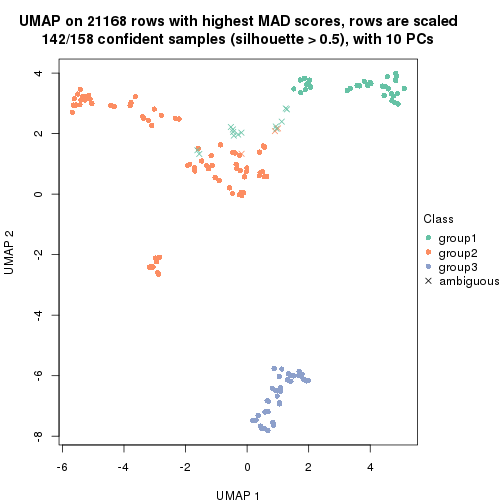 UMAP on 21168 rows with highest MAD scores, rows are scaled
142/158 confident samples (silhouette > 0.5), with 10 PCs
4
2
0
-2
-4
-6
-8
UMAP 2
-6 -4 -2 0 2 4
UMAP 1
Class
group1
group2
group3
ambiguous